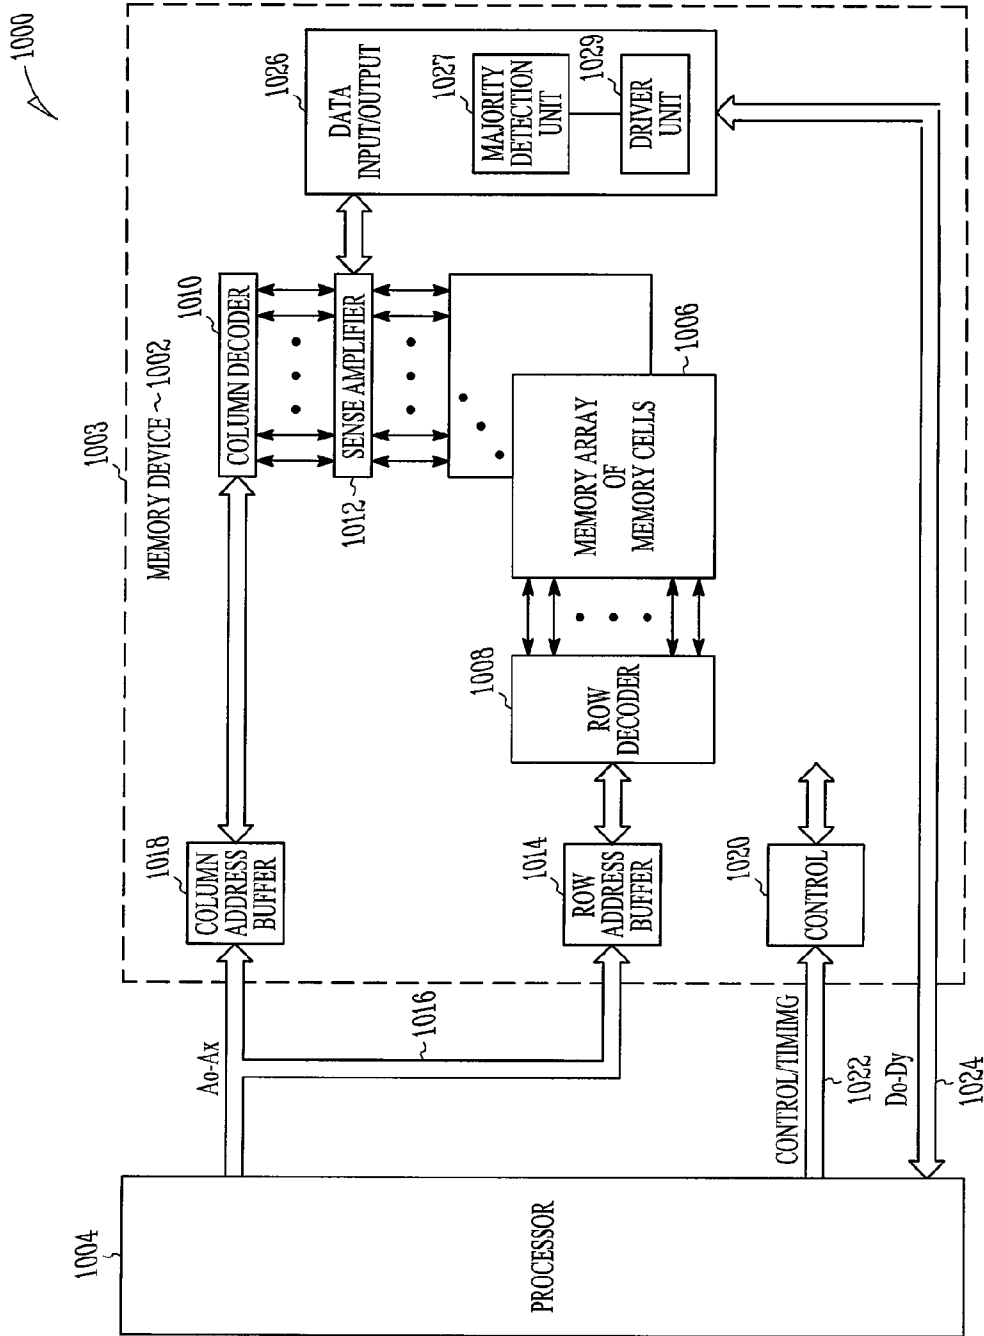 1000
1003
MEMORY DEVICE ~ 1002
1004
PROCESSOR
A0-Ax
1016
CONTROL/TIMIMG
1022
D0-Dy
1024
1018
COLUMN
ADDRESS
BUFFER
1014
ROW
ADDRESS
BUFFER
1020
CONTROL
1008
ROW
DECODER
1010
COLUMN DECODER
1012
SENSE AMPLIFIER
1006
MEMORY ARRAY
OF
MEMORY CELLS
1026
DATA
INPUT/OUTPUT
1027
MAJORITY
DETECTION
UNIT
1029
DRIVER
UNIT